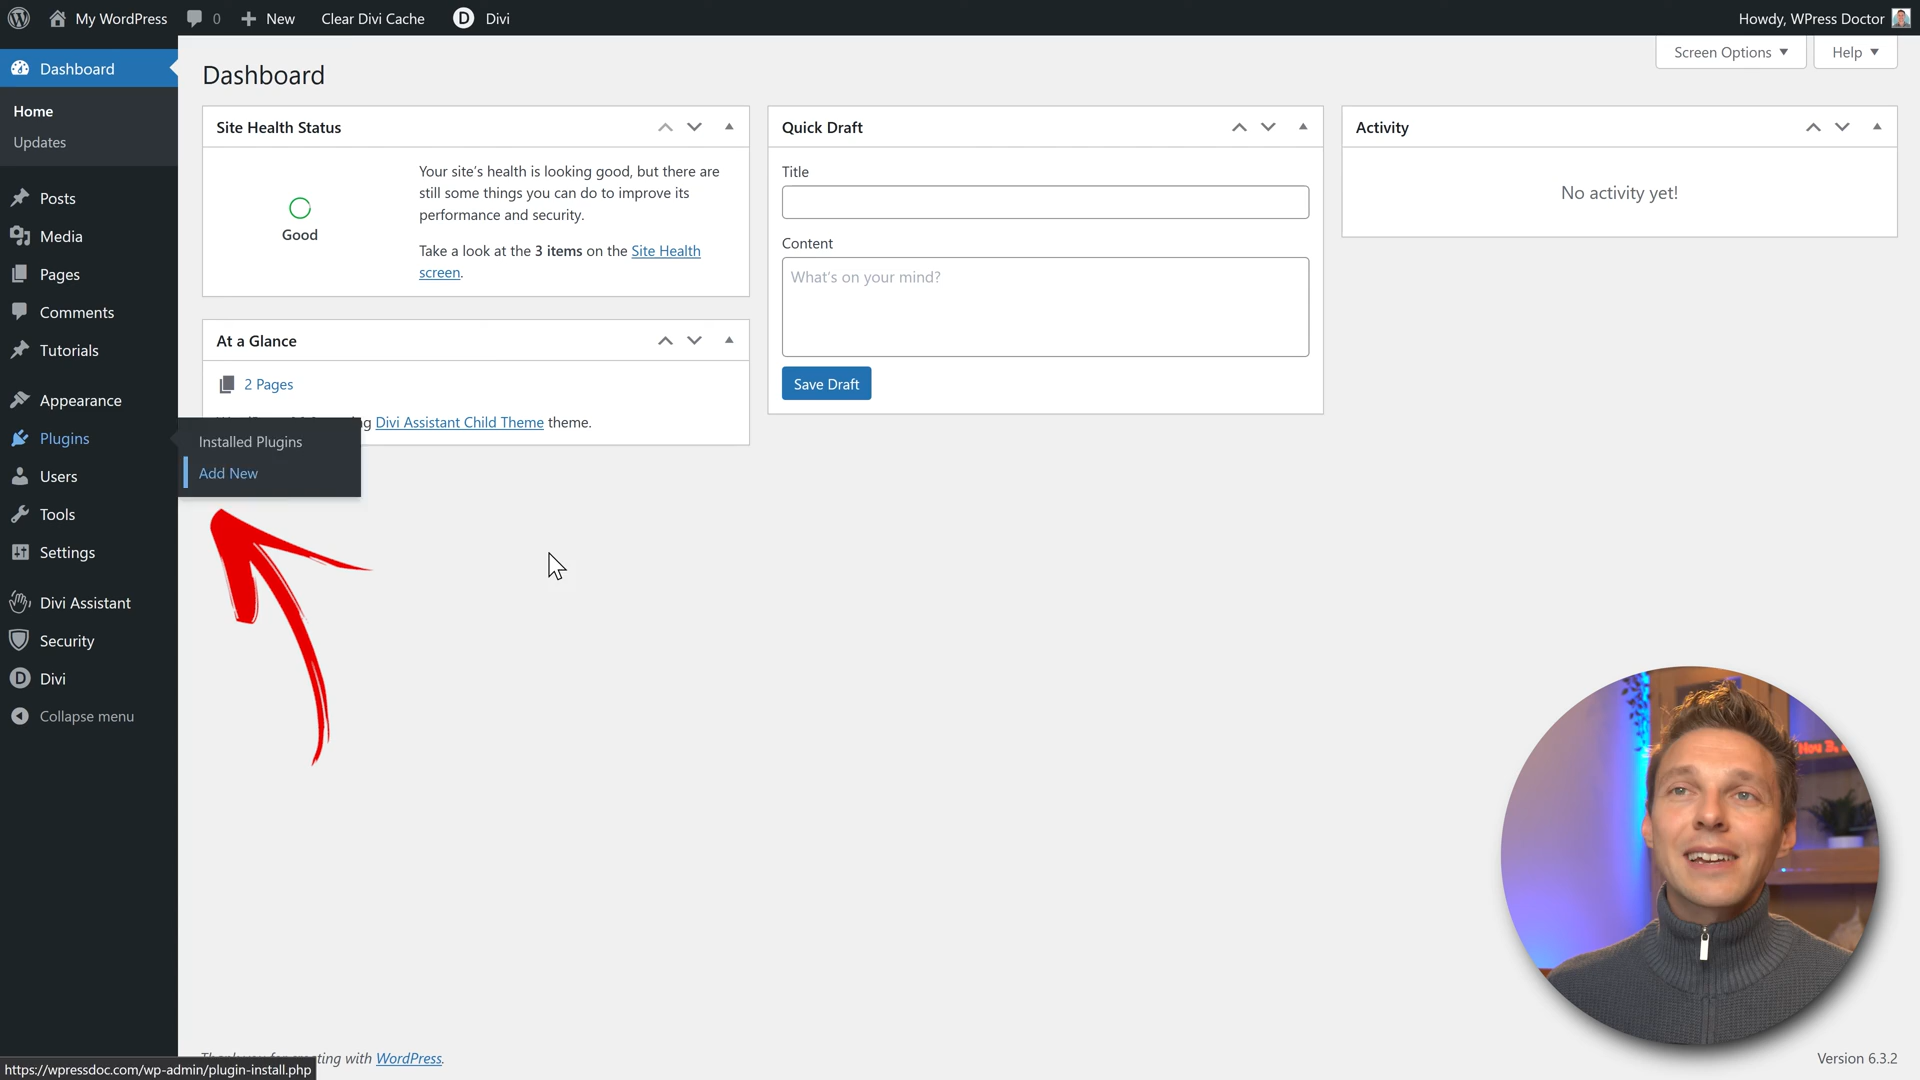 My WordPress
0
New
Clear Divi Cache
D
Divi
Howdy, WPress Doctor
Screen Options
Help
Dashboard
Home
Updates
Posts
Media
Pages
Comments
Tutorials
Appearance
Plugins
Users
Tools
Settings
Divi Assistant
Security
D Divi
Collapse menu
Installed Plugins
Add New
Dashboard
Site Health Status
Good
Your site's health is looking good, but there are
still some things you can do to improve its
performance and security.
Take a look at the 3 items on the Site Health
screen.
At a Glance
2 Pages
Divi Assistant Child Theme theme.
Quick Draft
Title
Content
What's on your mind?
Save Draft
Activity
No activity yet!
Nov 3,
with WordPress.
Version 6.3.2
https://wpressdoc.com/wp-admin/plugin-install.php